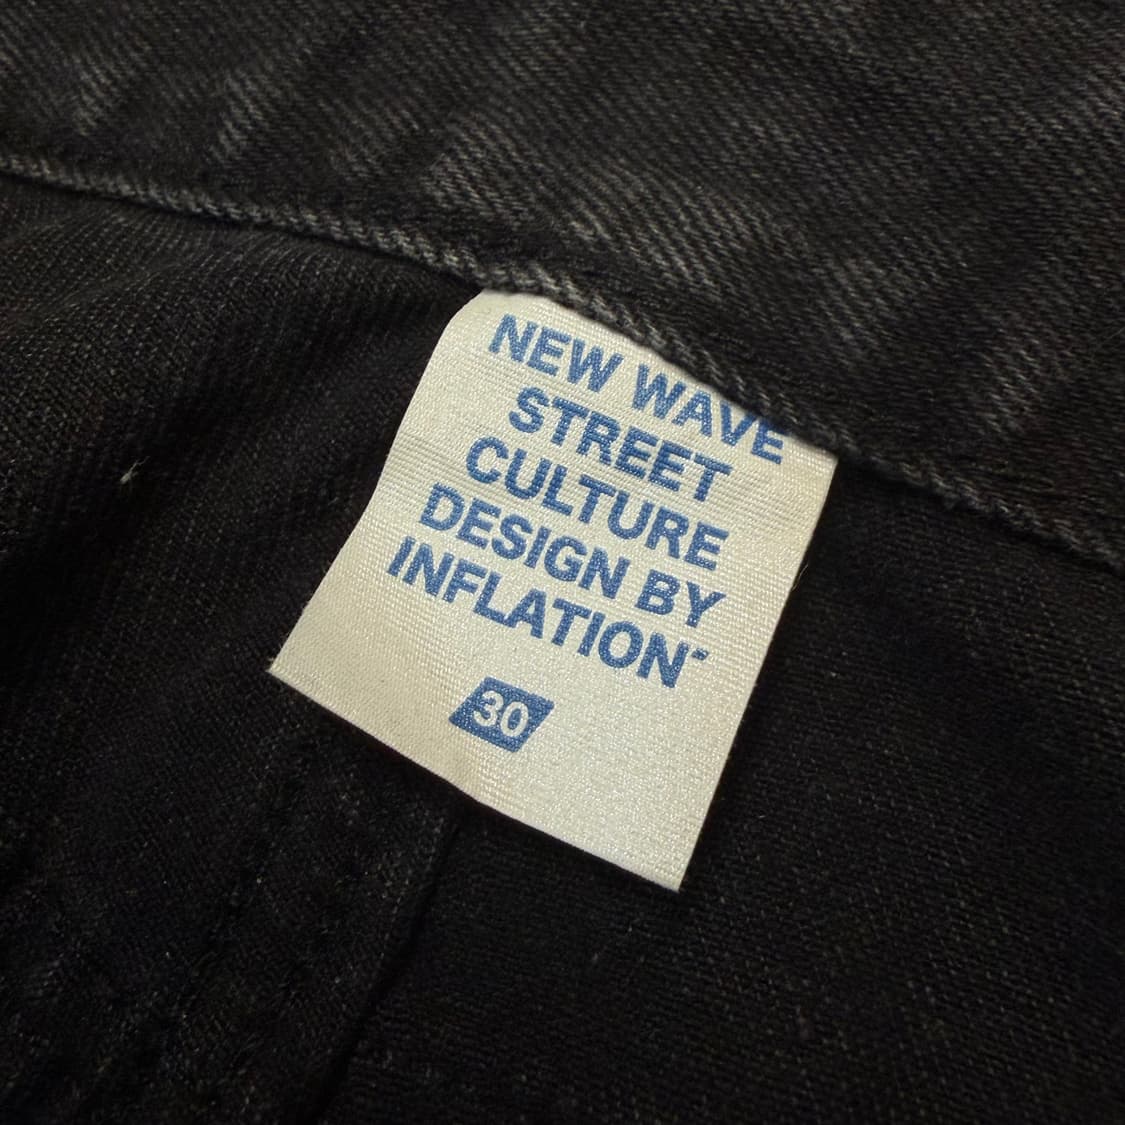 NEW WAVE
STREET
CULTURE
DESIGN BY
INFLATION
30